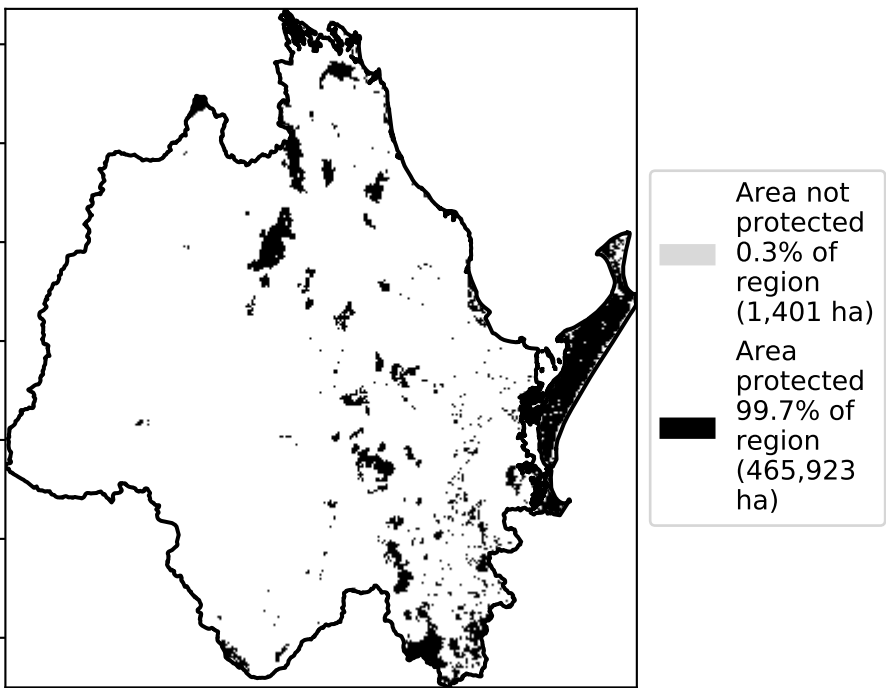 Area not
protected
0.3% of
region
(1,401 ha)
Area
protected
99.7% of
region
(465,923
ha)